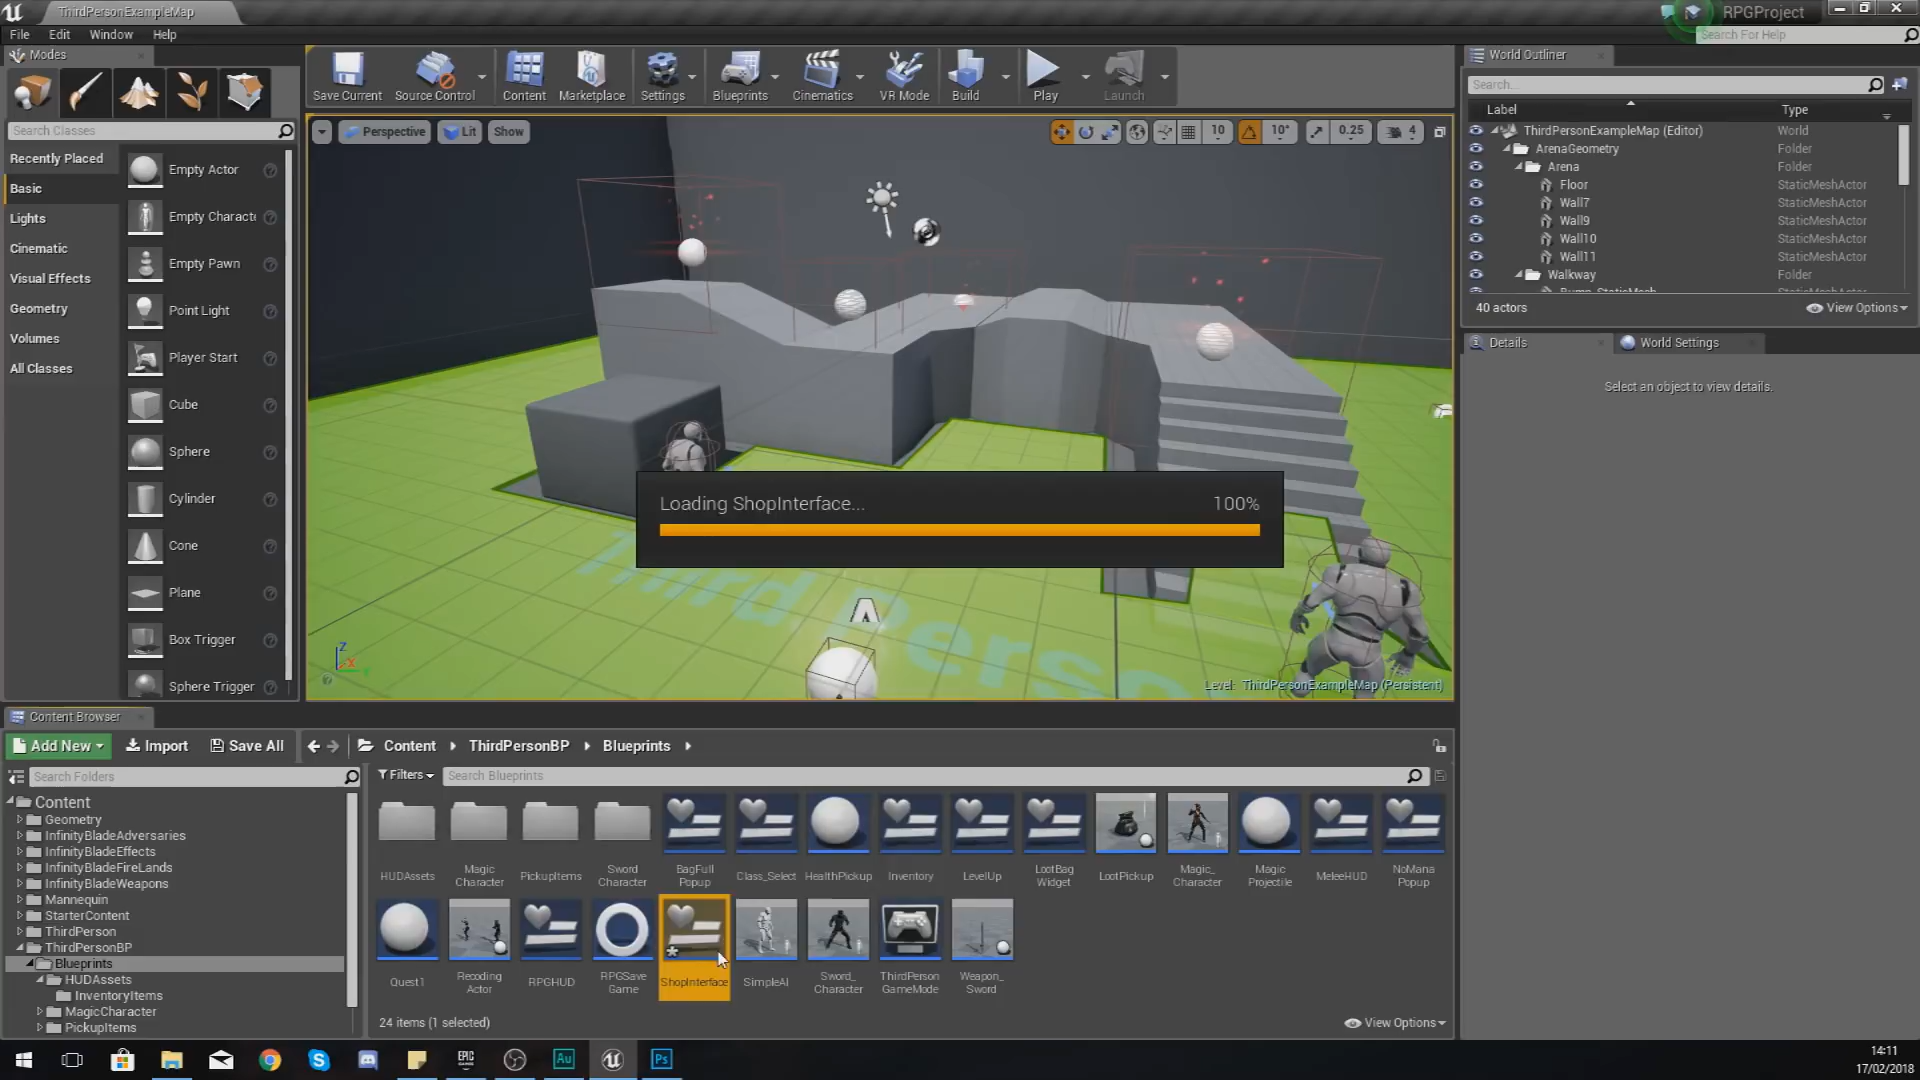 ThirdPersonExampleMap
RPGProject
File Edit Window Help
Search For Help
Modes
Save Current
Source Control
Content
Marketplace
Settings
Blueprints
Cinematics
VR Mode
Build
Play
Launch
World Outliner
Search...
Label
Type
ThirdPersonExampleMap (Editor) World
ArenaGeometry Folder
Arena Folder
Floor StaticMeshActor
Wall7 StaticMeshActor
Wall9 StaticMeshActor
Wall10 StaticMeshActor
Wall11 StaticMeshActor
Walkway Folder
Bump_StaticMesh StaticMeshActor
40 actors
View Options
Details
World Settings
Select an object to view details.
Search Classes
Recently Placed
Basic
Lights
Cinematic
Visual Effects
Geometry
Volumes
All Classes
Empty Actor
Empty Characte
Empty Pawn
Point Light
Player Start
Cube
Sphere
Cylinder
Cone
Plane
Box Trigger
Sphere Trigger
Perspective Lit Show
10 10° 0.25 4
Loading ShopInterface... 100%
Third Perso
Z X
Level: ThirdPersonExampleMap (Persistent)
Content Browser
Add New Import Save All
Content ThirdPersonBP Blueprints
Search Folders
Filters
Search Blueprints
Content
Geometry
InfinityBladeAdversaries
InfinityBladeEffects
InfinityBladeFireLands
InfinityBladeWeapons
Mannequin
StarterContent
ThirdPerson
ThirdPersonBP
Blueprints
HUDAssets
InventoryItems
MagicCharacter
PickupItems
HUDAssets
Magic Character
PickupItems
Sword Character
BagFull Popup
Class_Select
HealthPickup
Inventory
LevelUp
LootBag Widget
LootPickup
Magic_ Character
Magic Projectile
MeleeHUD
NoMana Popup
Quest1
Recoding Actor
RPGHUD
RPGSave Game
ShopInterface
SimpleAI
Sword_ Character
ThirdPerson GameMode
Weapon_ Sword
24 items (1 selected)
View Options
EPIC
Au
Ps
14:11
17/02/2018